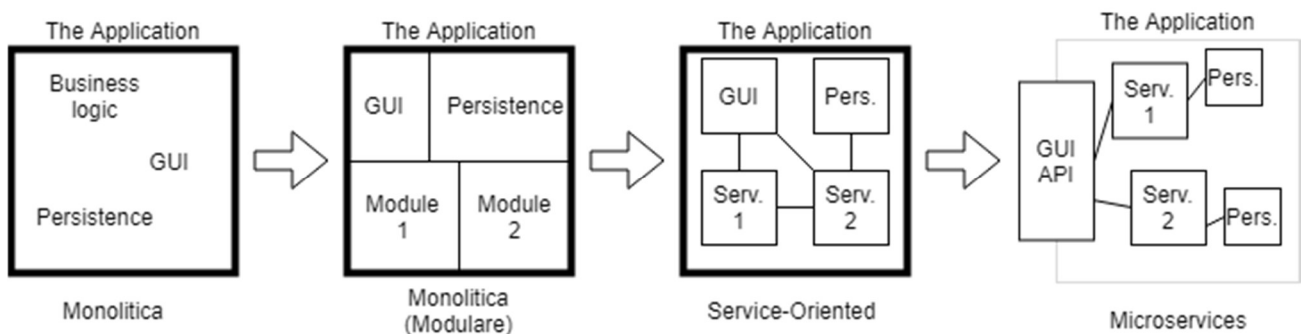 The Application
Business
logic
GUI
Persistence
Monolitica
The Application
GUI
Persistence
Module
1
Module
2
Monolitica
(Modulare)
The Application
GUI
Pers.
Serv.
1
Serv.
2
Service-Oriented
The Application
GUI
API
Serv.
1
Pers.
Serv.
2
Pers.
Microservices